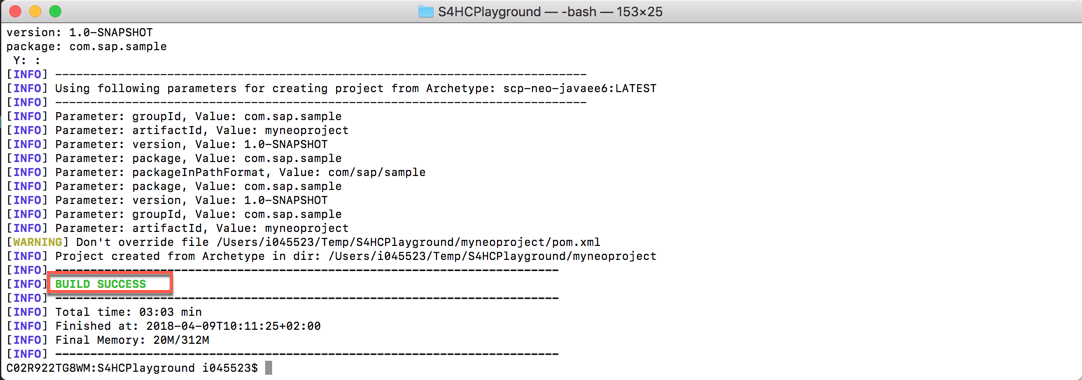 S4HCPlayground — -bash — 153×25
version: 1.0-SNAPSHOT
package: com.sap.sample
 Y: :
[INFO] ----------------------------------------------------------------------------
[INFO] Using following parameters for creating project from Archetype: scp-neo-javaee6:LATEST
[INFO] ----------------------------------------------------------------------------
[INFO] Parameter: groupId, Value: com.sap.sample
[INFO] Parameter: artifactId, Value: myneoproject
[INFO] Parameter: version, Value: 1.0-SNAPSHOT
[INFO] Parameter: package, Value: com.sap.sample
[INFO] Parameter: packageInPathFormat, Value: com/sap/sample
[INFO] Parameter: package, Value: com.sap.sample
[INFO] Parameter: version, Value: 1.0-SNAPSHOT
[INFO] Parameter: groupId, Value: com.sap.sample
[INFO] Parameter: artifactId, Value: myneoproject
[WARNING] Don't override file /Users/i045523/Temp/S4HCPlayground/myneoproject/pom.xml
[INFO] Project created from Archetype in dir: /Users/i045523/Temp/S4HCPlayground/myneoproject
[INFO] ------------------------------------------------------------------------
[INFO] BUILD SUCCESS
[INFO] ------------------------------------------------------------------------
[INFO] Total time: 03:03 min
[INFO] Finished at: 2018-04-09T10:11:25+02:00
[INFO] Final Memory: 20M/312M
[INFO] ------------------------------------------------------------------------
C02R922TG8WM:S4HCPlayground i045523$